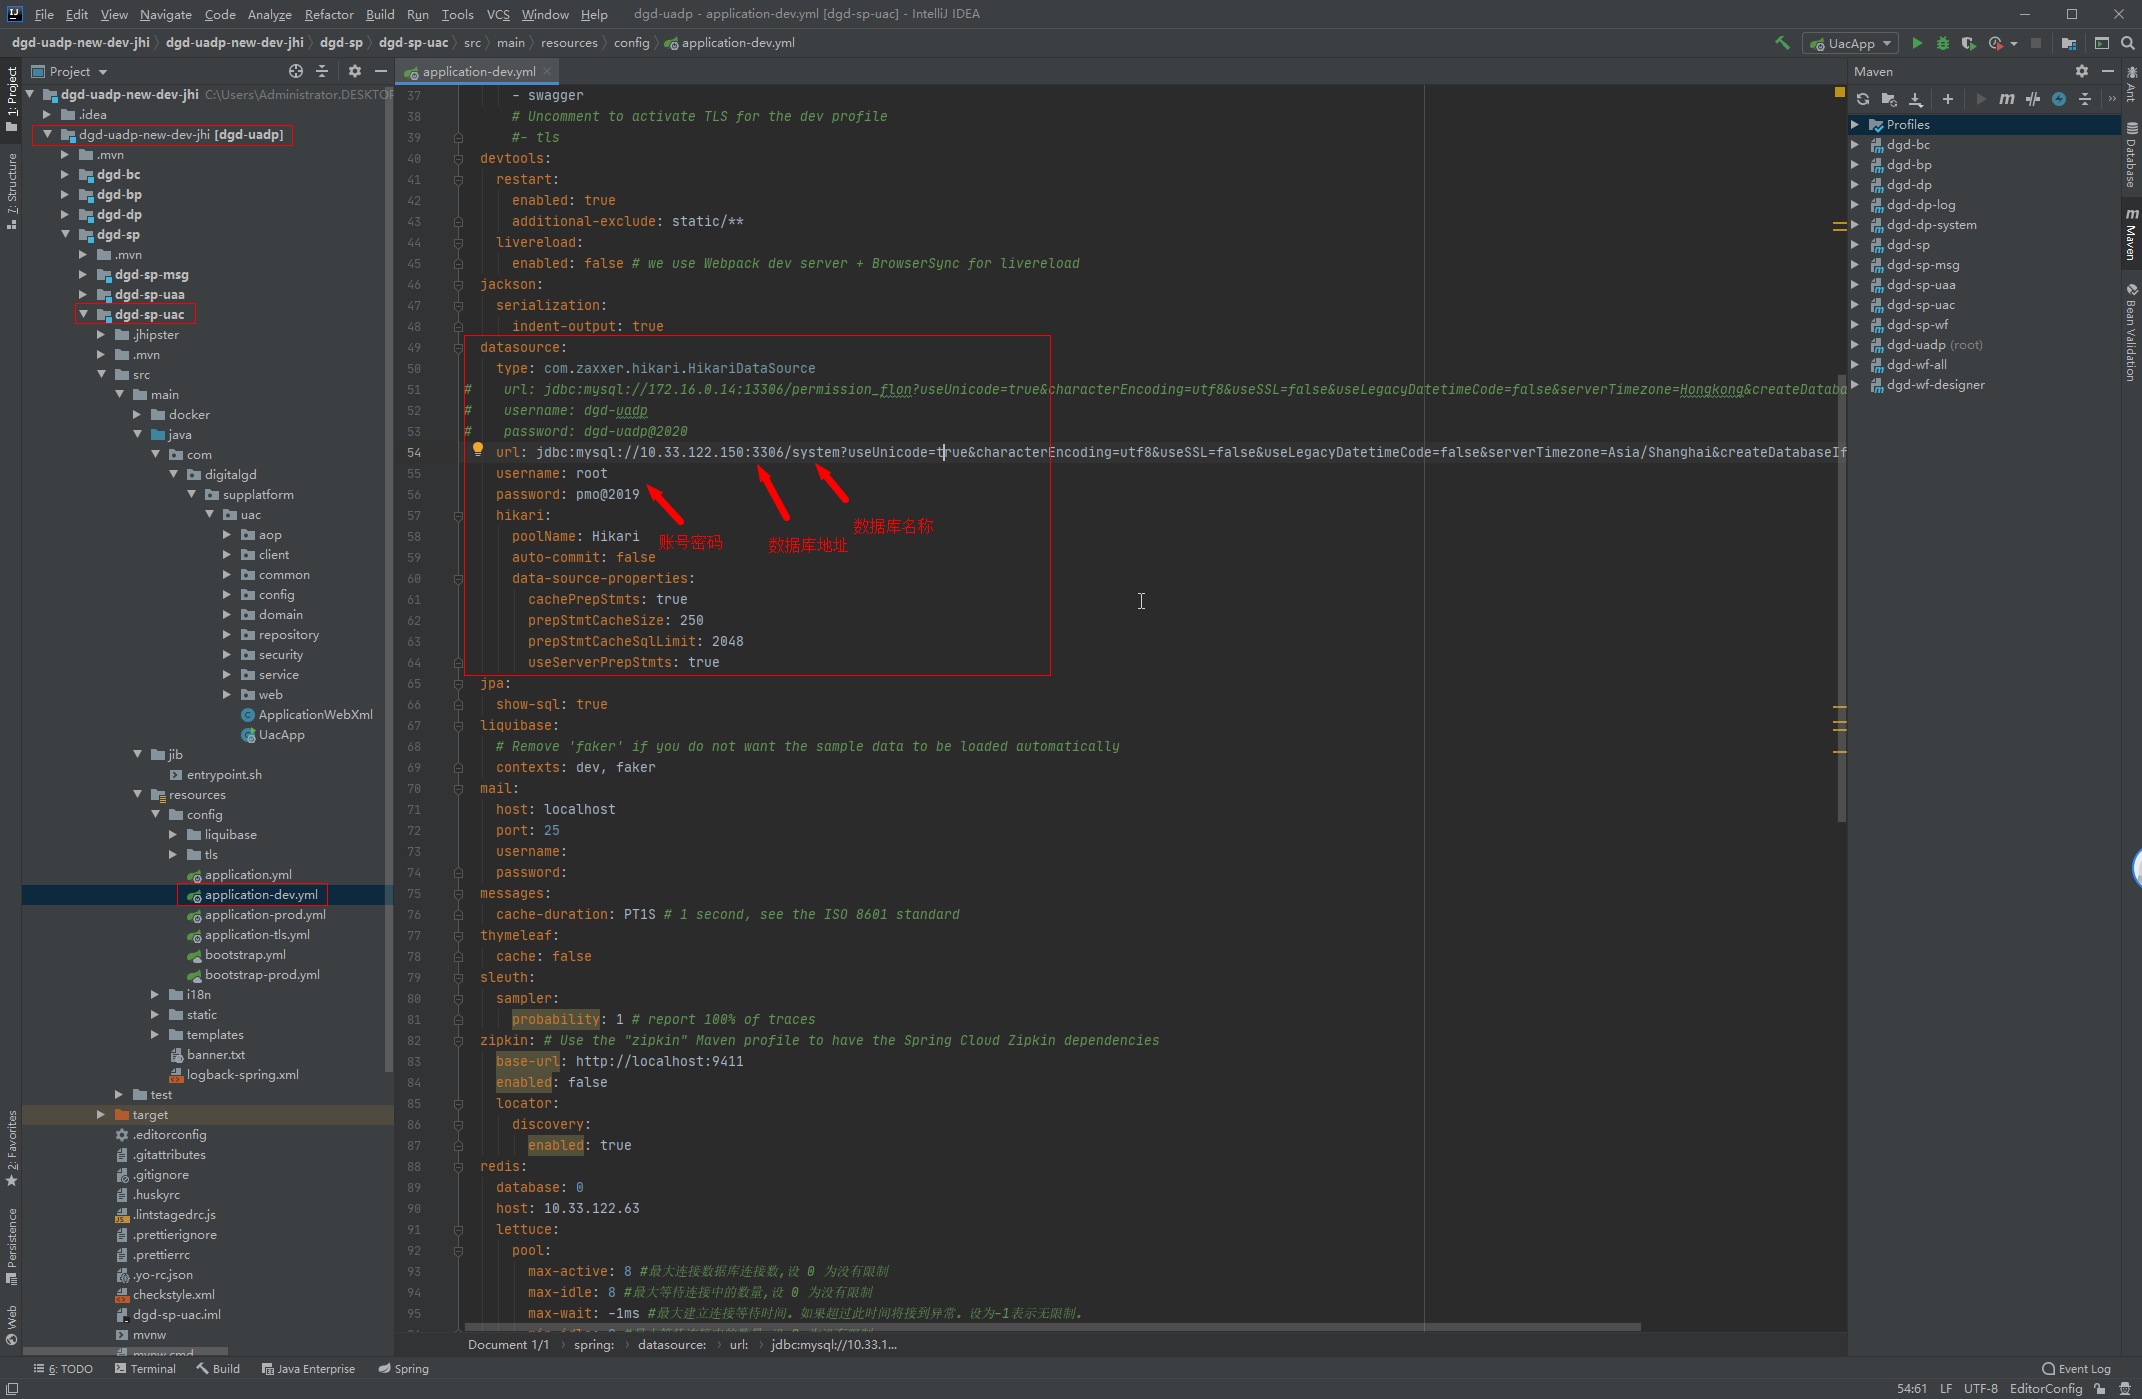 File Edit View Navigate Code Analyze Refactor Build Run Tools VCS Window Help dgd-uadp - application-dev.yml [dgd-sp-uac] - IntelliJ IDEA
dgd-uadp-new-dev-jhi dgd-uadp-new-dev-jhi dgd-sp dgd-sp-uac src main resources config application-dev.yml
UacApp
1: Project
7: Structure
2: Favorites
Persistence
Web
Project
dgd-uadp-new-dev-jhi C:\Users\Administrator.DESKTOP
.idea
dgd-uadp-new-dev-jhi [dgd-uadp]
.mvn
dgd-bc
dgd-bp
dgd-dp
dgd-sp
.mvn
dgd-sp-msg
dgd-sp-uaa
dgd-sp-uac
.jhipster
.mvn
src
main
docker
java
com
digitalgd
supplatform
uac
aop
client
common
config
domain
repository
security
service
web
ApplicationWebXml
UacApp
jib
entrypoint.sh
resources
config
liquibase
tls
application.yml
application-dev.yml
application-prod.yml
application-tls.yml
bootstrap.yml
bootstrap-prod.yml
i18n
static
templates
banner.txt
logback-spring.xml
test
target
.editorconfig
.gitattributes
.gitignore
.huskyrc
.lintstagedrc.js
.prettierignore
.prettierrc
.yo-rc.json
checkstyle.xml
dgd-sp-uac.iml
mvnw
mvnw.cmd
application-dev.yml
37 - swagger
38 # Uncomment to activate TLS for the dev profile
39 #- tls
40 devtools:
41 restart:
42 enabled: true
43 additional-exclude: static/**
44 livereload:
45 enabled: false # we use Webpack dev server + BrowserSync for livereload
46 jackson:
47 serialization:
48 indent-output: true
49 datasource:
50 type: com.zaxxer.hikari.HikariDataSource
51 # url: jdbc:mysql://172.16.0.14:13306/permission_flon?useUnicode=true&characterEncoding=utf8&useSSL=false&useLegacyDatetimeCode=false&serverTimezone=Hongkong&createDataba
52 # username: dgd-uadp
53 # password: dgd-uadp@2020
54 url: jdbc:mysql://10.33.122.150:3306/system?useUnicode=true&characterEncoding=utf8&useSSL=false&useLegacyDatetimeCode=false&serverTimezone=Asia/Shanghai&createDatabaseIf
55 username: root
56 password: pmo@2019
57 hikari:
58 poolName: Hikari
59 auto-commit: false
60 data-source-properties:
61 cachePrepStmts: true
62 prepStmtCacheSize: 250
63 prepStmtCacheSqlLimit: 2048
64 useServerPrepStmts: true
账号密码
数据库地址
数据库名称
65 jpa:
66 show-sql: true
67 liquibase:
68 # Remove 'faker' if you do not want the sample data to be loaded automatically
69 contexts: dev, faker
70 mail:
71 host: localhost
72 port: 25
73 username:
74 password:
75 messages:
76 cache-duration: PT1S # 1 second, see the ISO 8601 standard
77 thymeleaf:
78 cache: false
79 sleuth:
80 sampler:
81 probability: 1 # report 100% of traces
82 zipkin: # Use the "zipkin" Maven profile to have the Spring Cloud Zipkin dependencies
83 base-url: http://localhost:9411
84 enabled: false
85 locator:
86 discovery:
87 enabled: true
88 redis:
89 database: 0
90 host: 10.33.122.63
91 lettuce:
92 pool:
93 max-active: 8 #最大连接数据库连接数,设 0 为没有限制
94 max-idle: 8 #最大等待连接中的数量,设 0 为没有限制
95 max-wait: -1ms #最大建立连接等待时间。如果超过此时间将接到异常。设为-1表示无限制。
Document 1/1 spring: datasource: url: jdbc:mysql://10.33.1...
Maven
Profiles
dgd-bc
dgd-bp
dgd-dp
dgd-dp-log
dgd-dp-system
dgd-sp
dgd-sp-msg
dgd-sp-uaa
dgd-sp-uac
dgd-sp-wf
dgd-uadp (root)
dgd-wf-all
dgd-wf-designer
Ant
Database
Maven
Bean Validation
6: TODO Terminal Build Java Enterprise Spring Event Log
54:61 LF UTF-8 EditorConfig